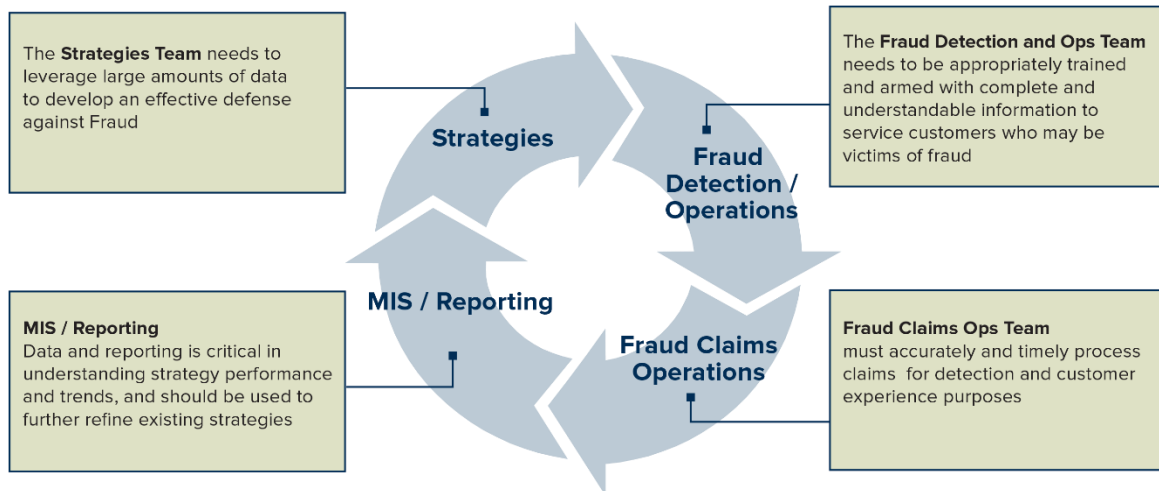 The Strategies Team needs to
leverage large amounts of data
to develop an effective defense
against Fraud
The Fraud Detection and Ops Team
needs to be appropriately trained
and armed with complete and
understandable information to
service customers who may be
victims of fraud
Strategies
Fraud
Detection /
Operations
MIS / Reporting
Fraud Claims
Operations
MIS / Reporting
Data and reporting is critical in
understanding strategy performance
and trends, and should be used to
further refine existing strategies
Fraud Claims Ops Team
must accurately and timely process
claims  for detection and customer
experience purposes